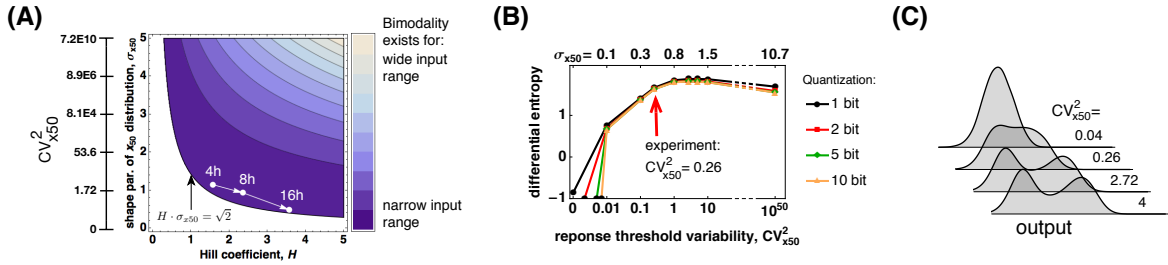 (A)
CV²x50
7.2E10
8.9E6
8.1E4
53.6
1.72
0
shape par. of x50 distribution, σx50
5
4
3
2
1
0
4h
8h
16h
H · σx50 = √2
0 1 2 3 4 5
Hill coefficient, H
Bimodality
exists for:
wide input
range
narrow input
range
(B)
σx50= 0.1 0.3 0.8 1.5 10.7
differential entropy
1
0
−1
experiment:
CV²x50= 0.26
0 0.01 0.1 1 10 10⁵⁰
reponse threshold variability, CV²x50
Quantization:
1 bit
2 bit
5 bit
10 bit
(C)
CV²x50=
0.04
0.26
2.72
4
output